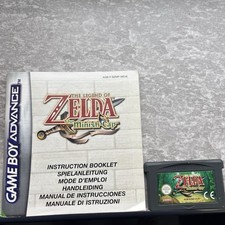 GAME BOY ADVANCE
THE LEGEND OF
ZELDA
The Minish Cap
INSTRUCTION BOOKLET
SPIELANLEITUNG
MODE D'EMPLOI
HANDLEIDING
MANUAL DE INSTRUCCIONES
MANUALE DI ISTRUZIONI
ZELDA